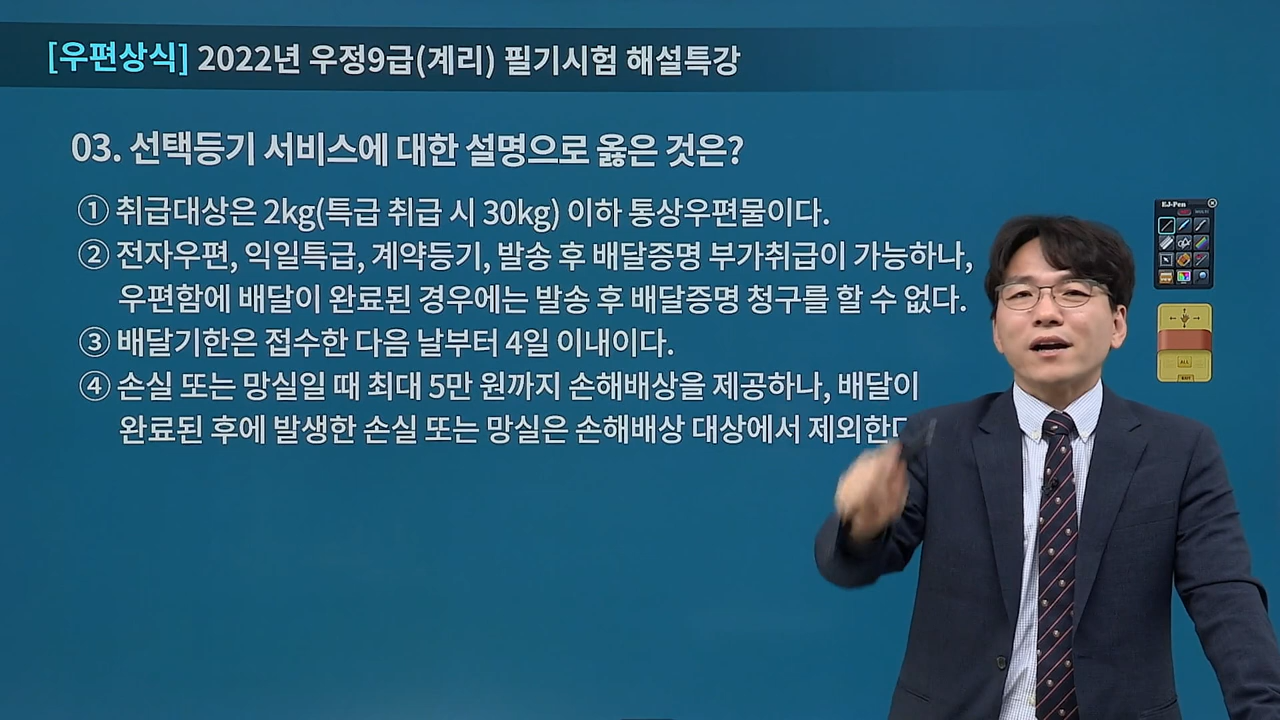 [우편상식] 2022년 우정9급(계리) 필기시험 해설특강
03. 선택등기 서비스에 대한 설명으로 옳은 것은?
① 취급대상은 2kg(특급 취급 시 30kg) 이하 통상우편물이다.
② 전자우편, 익일특급, 계약등기, 발송 후 배달증명 부가취급이 가능하나,
우편함에 배달이 완료된 경우에는 발송 후 배달증명 청구를 할 수 없다.
③ 배달기한은 접수한 다음 날부터 4일 이내이다.
④ 손실 또는 망실일 때 최대 5만 원까지 손해배상을 제공하나, 배달이
완료된 후에 발생한 손실 또는 망실은 손해배상 대상에서 제외한다
EJ-Pen
ALL
EXIT